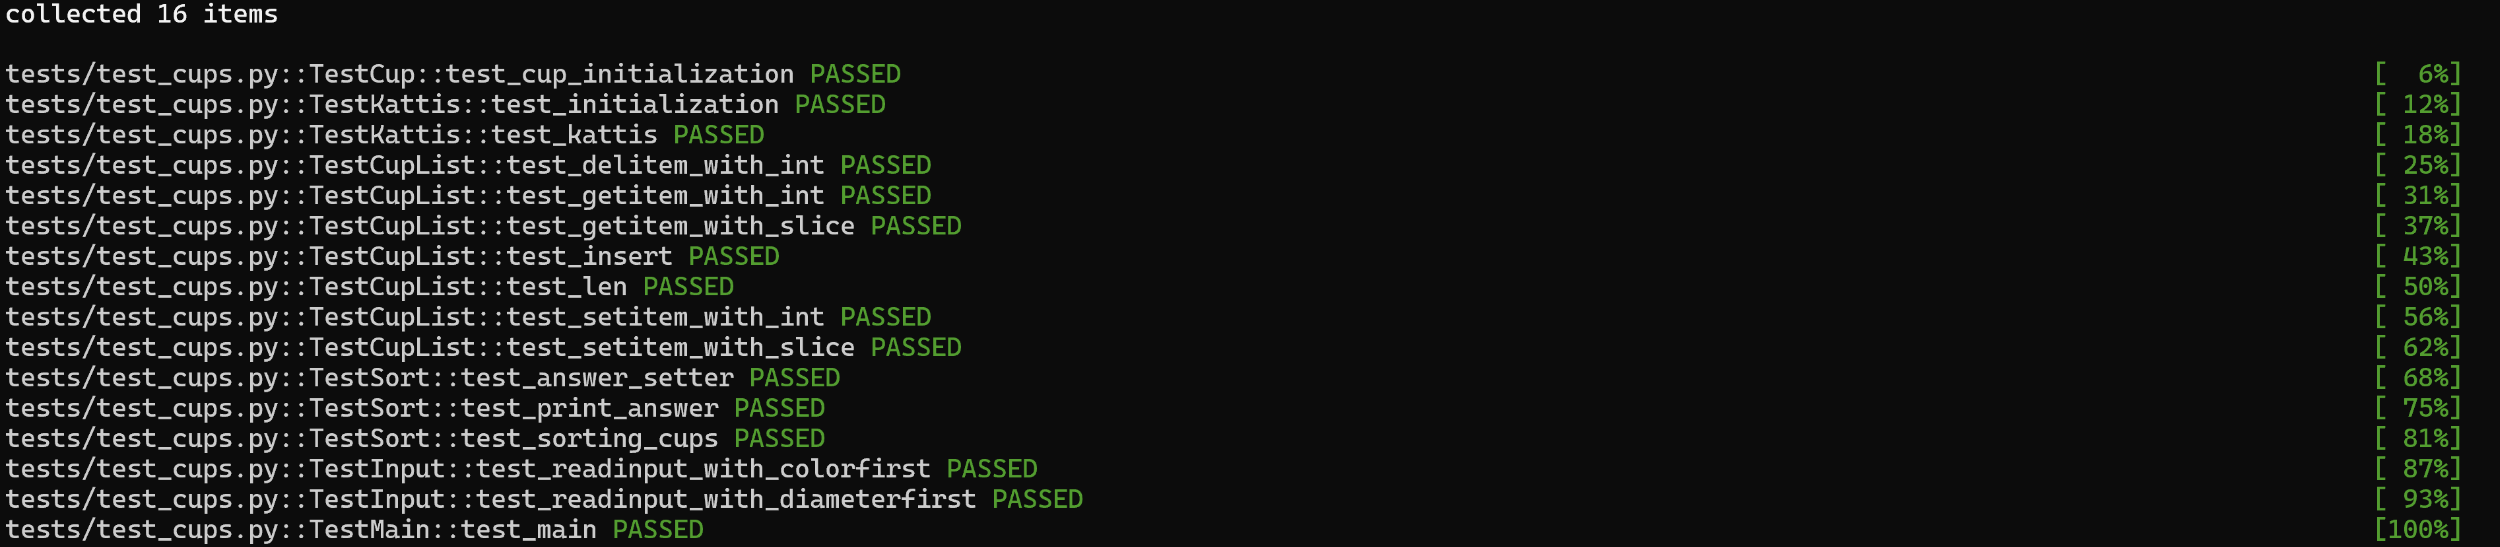 collected 16 items
tests/test_cups.py::TestCup::test_cup_initialization PASSED [  6%]
tests/test_cups.py::TestKattis::test_initialization PASSED [ 12%]
tests/test_cups.py::TestKattis::test_kattis PASSED [ 18%]
tests/test_cups.py::TestCupList::test_delitem_with_int PASSED [ 25%]
tests/test_cups.py::TestCupList::test_getitem_with_int PASSED [ 31%]
tests/test_cups.py::TestCupList::test_getitem_with_slice PASSED [ 37%]
tests/test_cups.py::TestCupList::test_insert PASSED [ 43%]
tests/test_cups.py::TestCupList::test_len PASSED [ 50%]
tests/test_cups.py::TestCupList::test_setitem_with_int PASSED [ 56%]
tests/test_cups.py::TestCupList::test_setitem_with_slice PASSED [ 62%]
tests/test_cups.py::TestSort::test_answer_setter PASSED [ 68%]
tests/test_cups.py::TestSort::test_print_answer PASSED [ 75%]
tests/test_cups.py::TestSort::test_sorting_cups PASSED [ 81%]
tests/test_cups.py::TestInput::test_readinput_with_colorfirst PASSED [ 87%]
tests/test_cups.py::TestInput::test_readinput_with_diameterfirst PASSED [ 93%]
tests/test_cups.py::TestMain::test_main PASSED [100%]